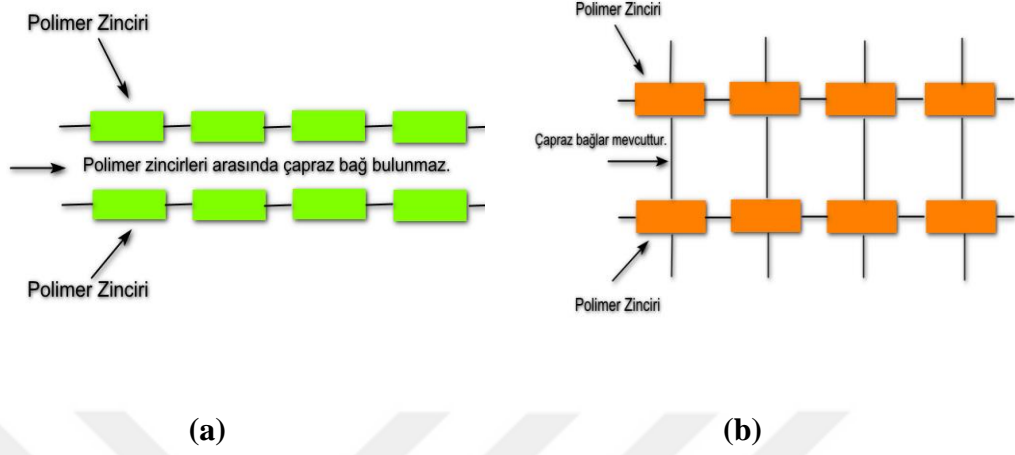 Polimer Zinciri
Polimer zincirleri arasında çapraz bağ bulunmaz.
Polimer Zinciri
(a)
Polimer Zinciri
Çapraz bağlar mevcuttur.
Polimer Zinciri
(b)